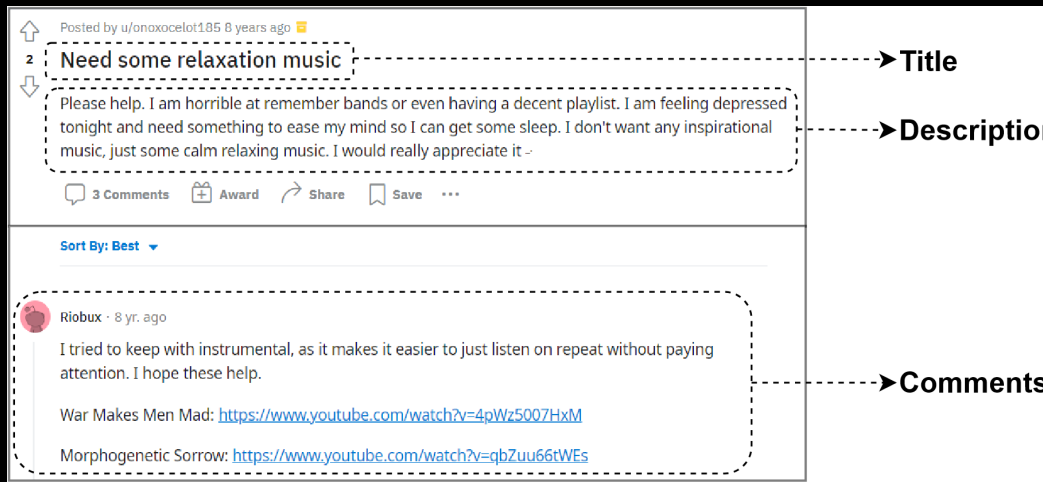 Posted by u/onoxocelot185 8 years ago
2
Need some relaxation music
Title
Please help. I am horrible at remember bands or even having a decent playlist. I am feeling depressed
tonight and need something to ease my mind so I can get some sleep. I don't want any inspirational
music, just some calm relaxing music. I would really appreciate it
Description
3 Comments Award Share Save ...
Sort By: Best
Riobux · 8 yr. ago
I tried to keep with instrumental, as it makes it easier to just listen on repeat without paying
attention. I hope these help.
Comments
War Makes Men Mad: https://www.youtube.com/watch?v=4pWz5007HxM
Morphogenetic Sorrow: https://www.youtube.com/watch?v=qbZuu66tWEs